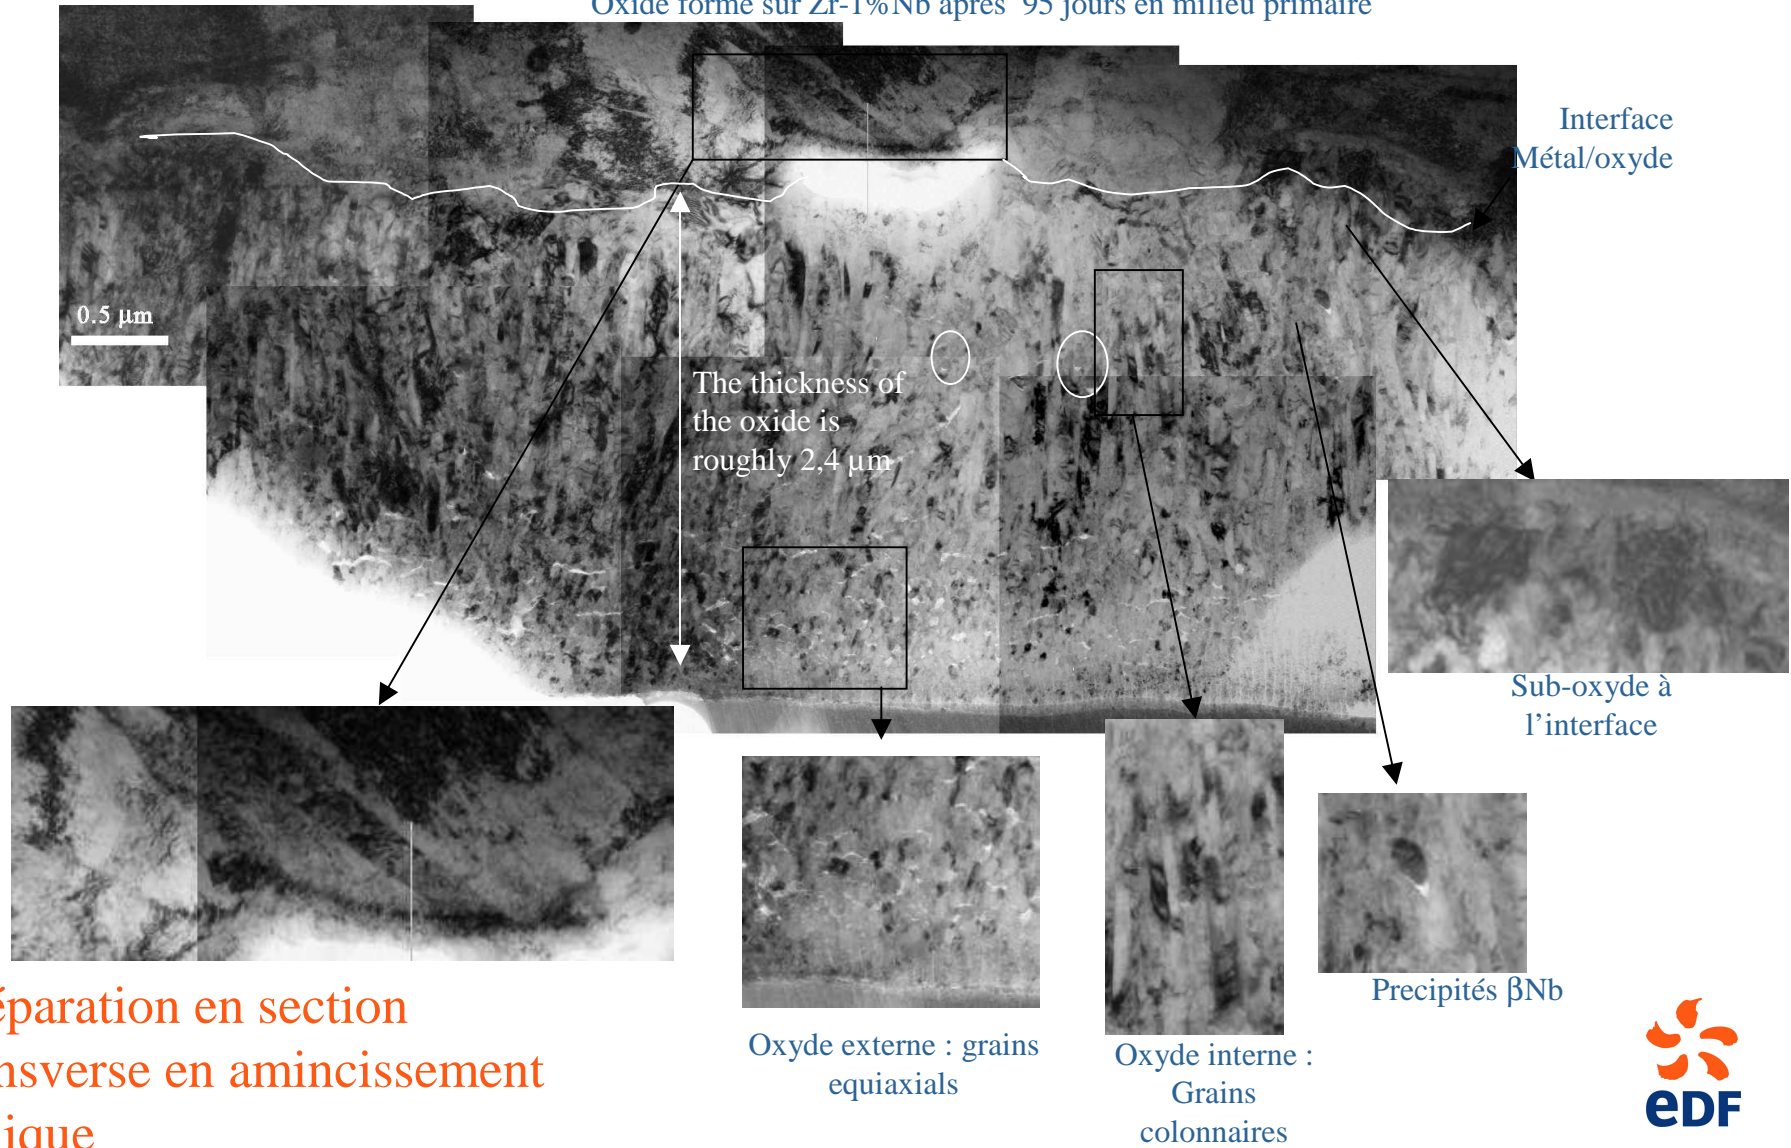 Oxide formé sur Zr-1%Nb après 95 jours en milieu primaire
Interface
Métal/oxyde
0.5 µm
The thickness of
the oxide is
roughly 2,4 µm
Sub-oxyde à
l’interface
Precipités βNb
Oxyde externe : grains
equiaxials
Oxyde interne :
Grains
colonnaires
éparation en section
nsverse en amincissement
ique
eDF